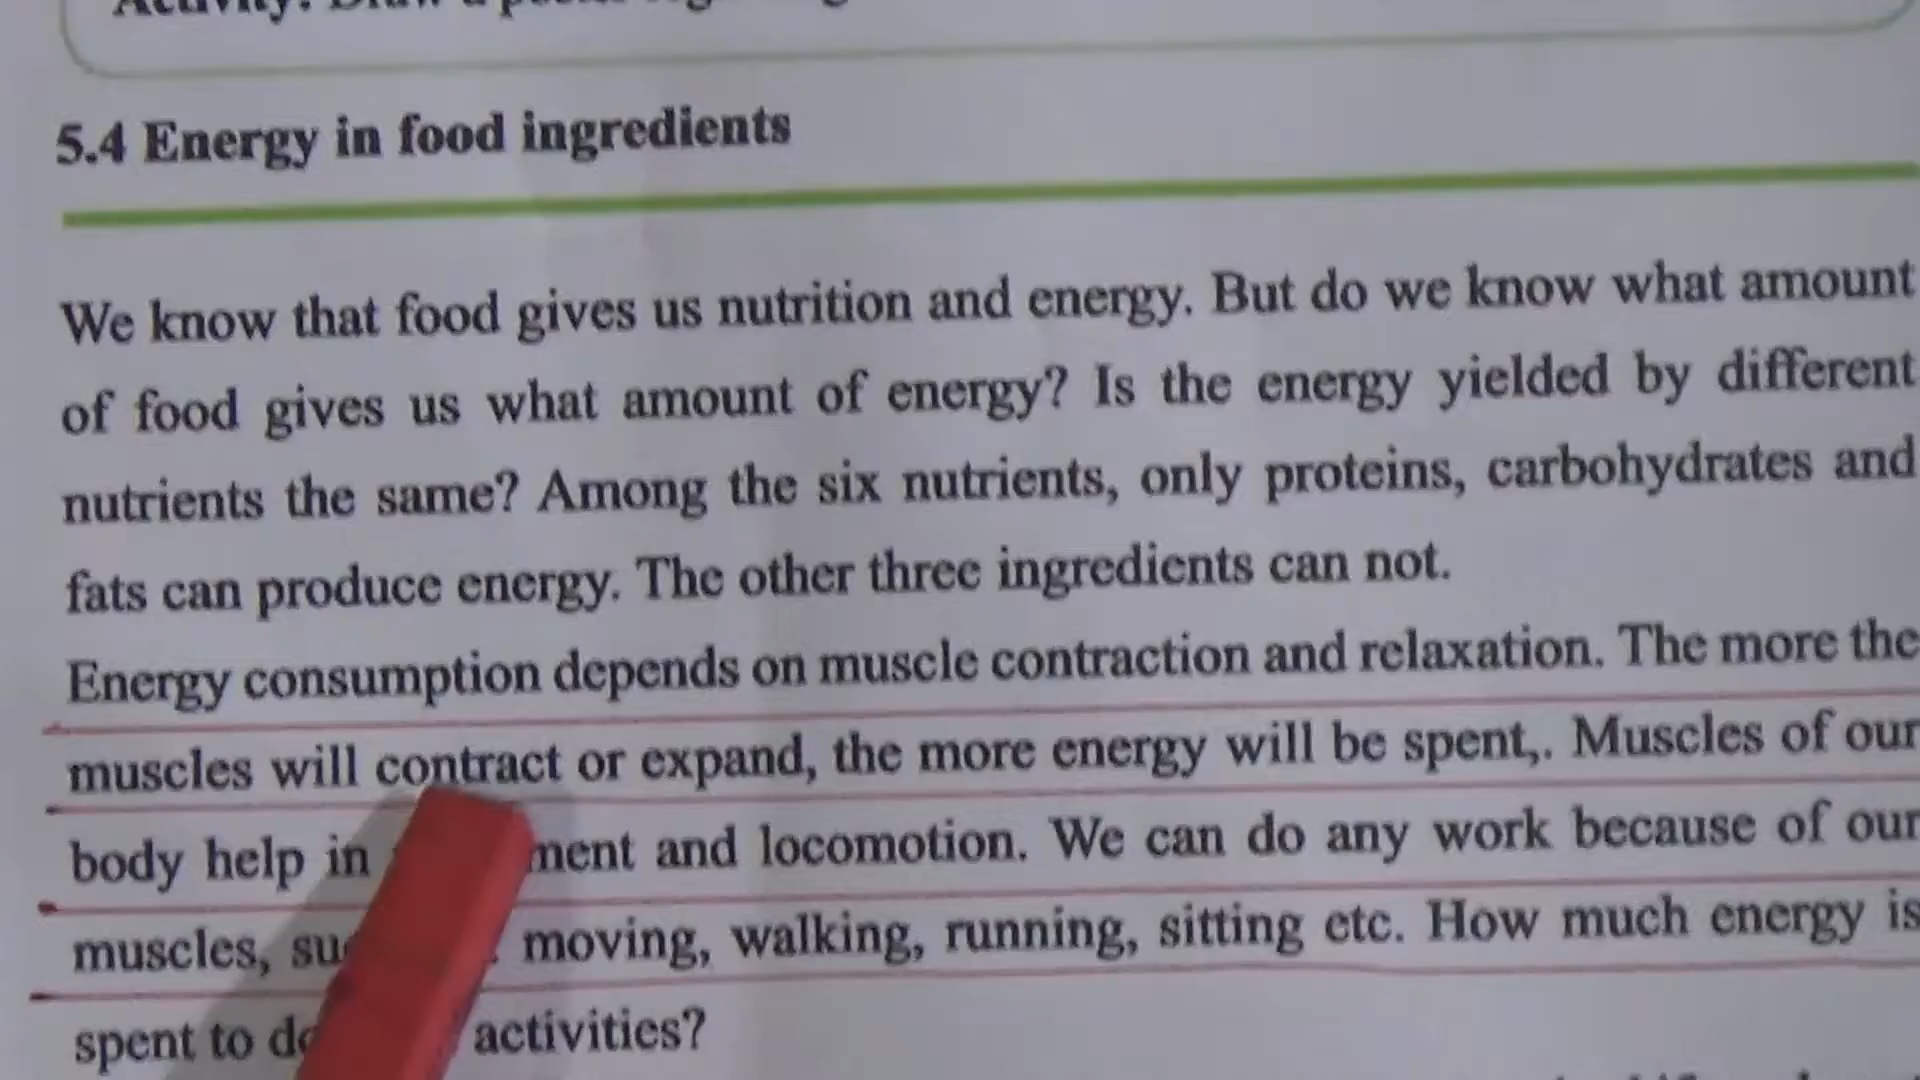 Activity: Draw a
5.4 Energy in food ingredients
We know that food gives us nutrition and energy. But do we know what amount
of food gives us what amount of energy? Is the energy yielded by different
nutrients the same? Among the six nutrients, only proteins, carbohydrates and
fats can produce energy. The other three ingredients can not.
Energy consumption depends on muscle contraction and relaxation. The more the
muscles will contract or expand, the more energy will be spent,. Muscles of our
body help in and locomotion. We can do any work because of our
muscles, moving, walking, running, sitting etc. How much energy is
spent to activities?